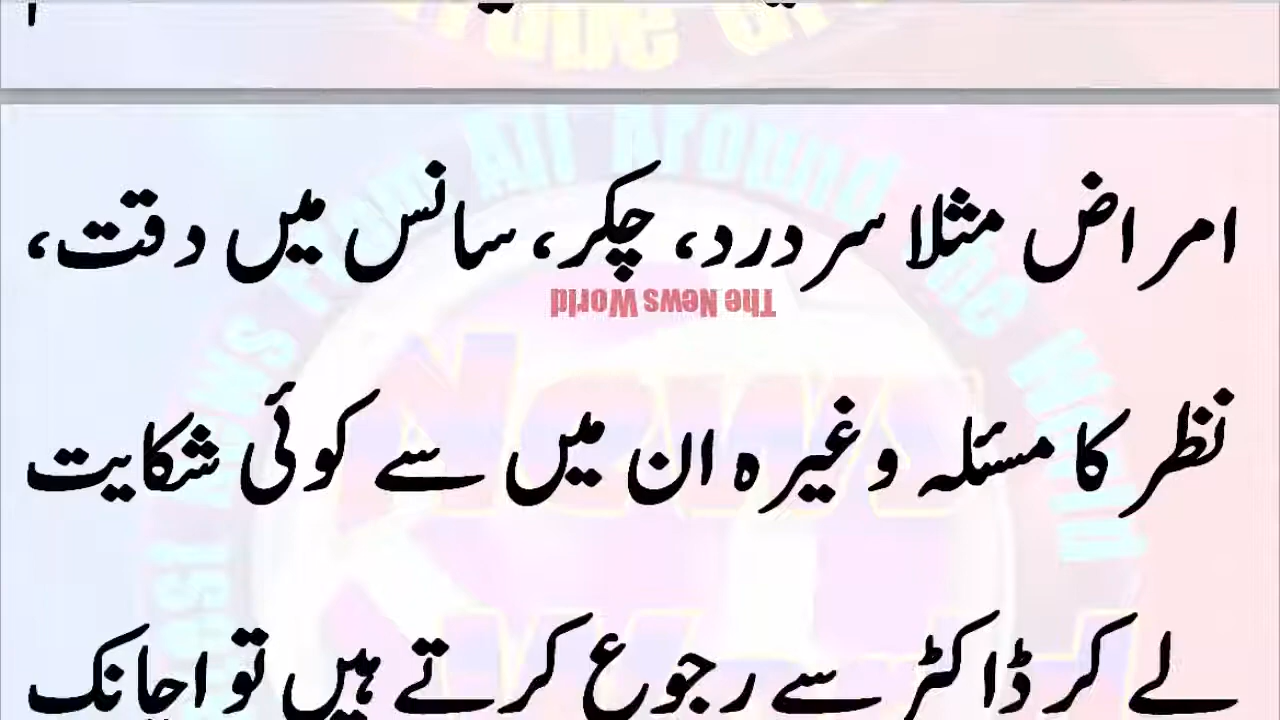 امراض مثلا سر درد، چکر، سانس میں دقت،
The News World
نظر کا مسئلہ وغیرہ ان میں سے کوئی شکایت
لے کر ڈاکٹر سے رجوع کرتے ہیں تو اچانک